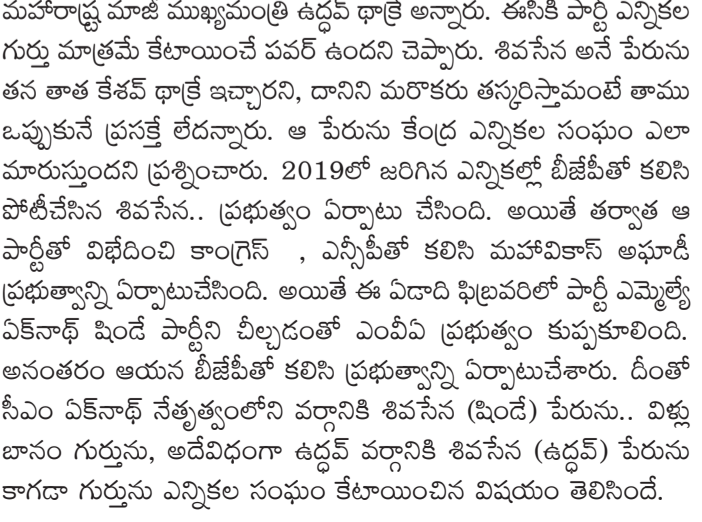 మహారాష్ట్ర మాజీ ముఖ్యమంత్రి ఉద్ధవ్ థాక్రే అన్నారు. ఈసీకి పార్టీ ఎన్నికల
గుర్తు మాత్రమే కేటాయించే పవర్ ఉందని చెప్పారు. శివసేన అనే పేరును
తన తాత కేశవ్ థాక్రే ఇచ్చారని, దానిని మరొకరు తస్కరిస్తామంటే తాము
ఒప్పుకునే ప్రసక్తే లేదన్నారు. ఆ పేరును కేంద్ర ఎన్నికల సంఘం ఎలా
మారుస్తుందని ప్రశ్నించారు. 2019లో జరిగిన ఎన్నికల్లో బీజేపీతో కలిసి
పోటీచేసిన శివసేన.. ప్రభుత్వం ఏర్పాటు చేసింది. అయితే తర్వాత ఆ
పార్టీతో విభేదించి కాంగ్రెస్ , ఎన్సీపీతో కలిసి మహావికాస్ అఘాడీ
ప్రభుత్వాన్ని ఏర్పాటుచేసింది. అయితే ఈ ఏడాది ఫిబ్రవరిలో పార్టీ ఎమ్మెల్యే
ఏక్‌నాథ్ షిండే పార్టీని చీల్చడంతో ఎంవీఏ ప్రభుత్వం కుప్పకూలింది.
అనంతరం ఆయన బీజేపీతో కలిసి ప్రభుత్వాన్ని ఏర్పాటుచేశారు. దీంతో
సీఎం ఏక్‌నాథ్ నేతృత్వంలోని వర్గానికి శివసేన (షిండే) పేరును.. విళ్లు
బానం గుర్తును, అదేవిధంగా ఉద్ధవ్ వర్గానికి శివసేన (ఉద్ధవ్) పేరును
కాగడా గుర్తును ఎన్నికల సంఘం కేటాయించిన విషయం తెలిసిందే.